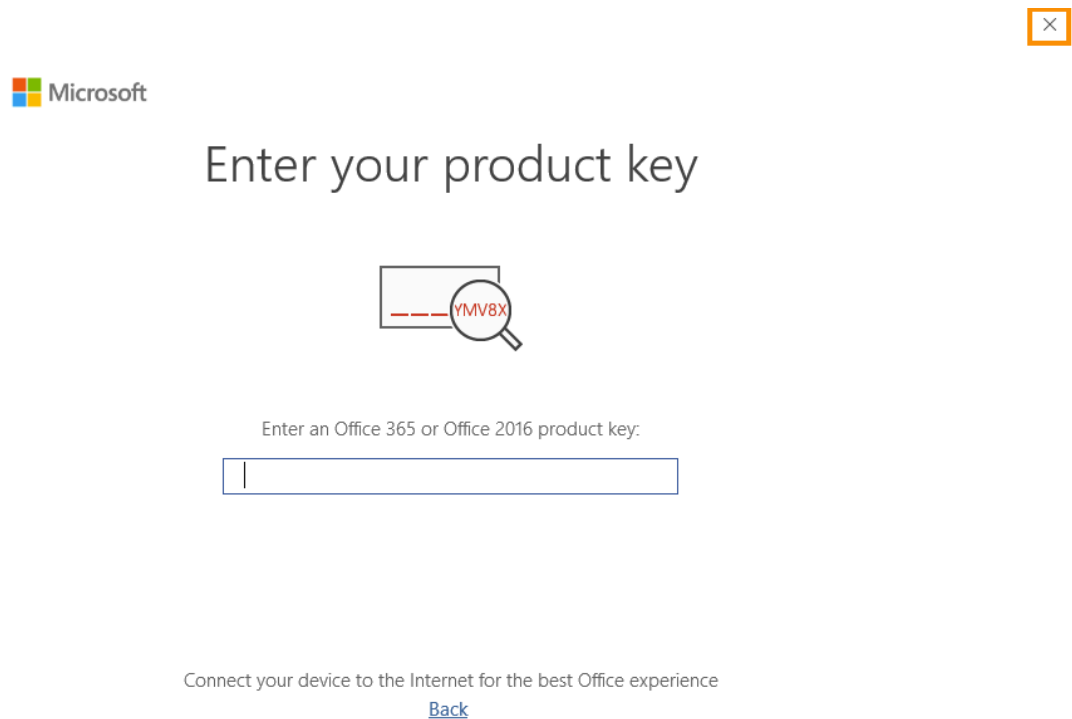 Microsoft
Enter your product key
YMV8X
Enter an Office 365 or Office 2016 product key:
Connect your device to the Internet for the best Office experience
Back